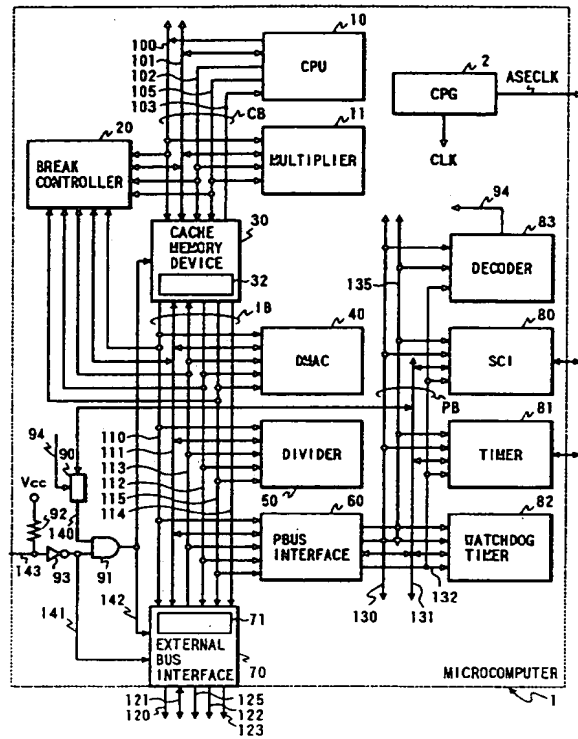 10
100
101
102
105
103
CPU
CB
2
CPG
ASECLK
CLK
20
BREAK
CONTROLLER
11
MULTIPLIER
30
CACHE
MEMORY
DEVICE
32
94
83
DECODER
135
IB
40
DMAC
80
SCI
PB
81
TIMER
110
111
113
112
115
114
DIVIDER
50
60
94
90
Vcc
92
140
143
93
91
141
142
PBUS
INTERFACE
82
WATCHDOG
TIMER
130
131
132
71
EXTERNAL
BUS
INTERFACE
70
121
120
125
122
123
MICROCOMPUTER
1